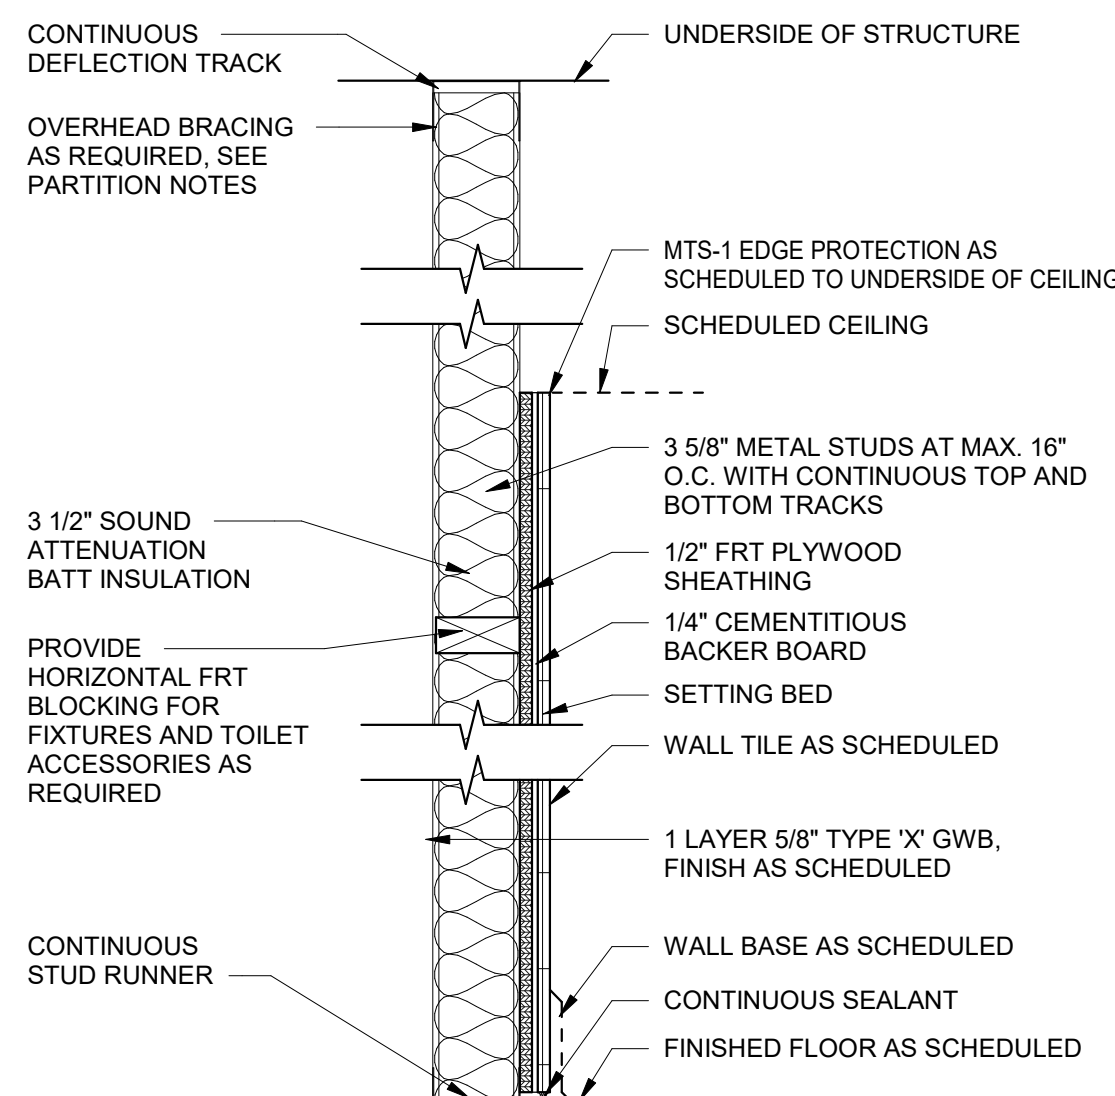 CONTINUOUS
DEFLECTION TRACK
OVERHEAD BRACING
AS REQUIRED, SEE
PARTITION NOTES
3 1/2" SOUND
ATTENUATION
BATT INSULATION
PROVIDE
HORIZONTAL FRT
BLOCKING FOR
FIXTURES AND TOILET
ACCESSORIES AS
REQUIRED
CONTINUOUS
STUD RUNNER
UNDERSIDE OF STRUCTURE
MTS-1 EDGE PROTECTION AS
SCHEDULED TO UNDERSIDE OF CEILING
SCHEDULED CEILING
3 5/8" METAL STUDS AT MAX. 16"
O.C. WITH CONTINUOUS TOP AND
BOTTOM TRACKS
1/2" FRT PLYWOOD
SHEATHING
1/4" CEMENTITIOUS
BACKER BOARD
SETTING BED
WALL TILE AS SCHEDULED
1 LAYER 5/8" TYPE 'X' GWB,
FINISH AS SCHEDULED
WALL BASE AS SCHEDULED
CONTINUOUS SEALANT
FINISHED FLOOR AS SCHEDULED